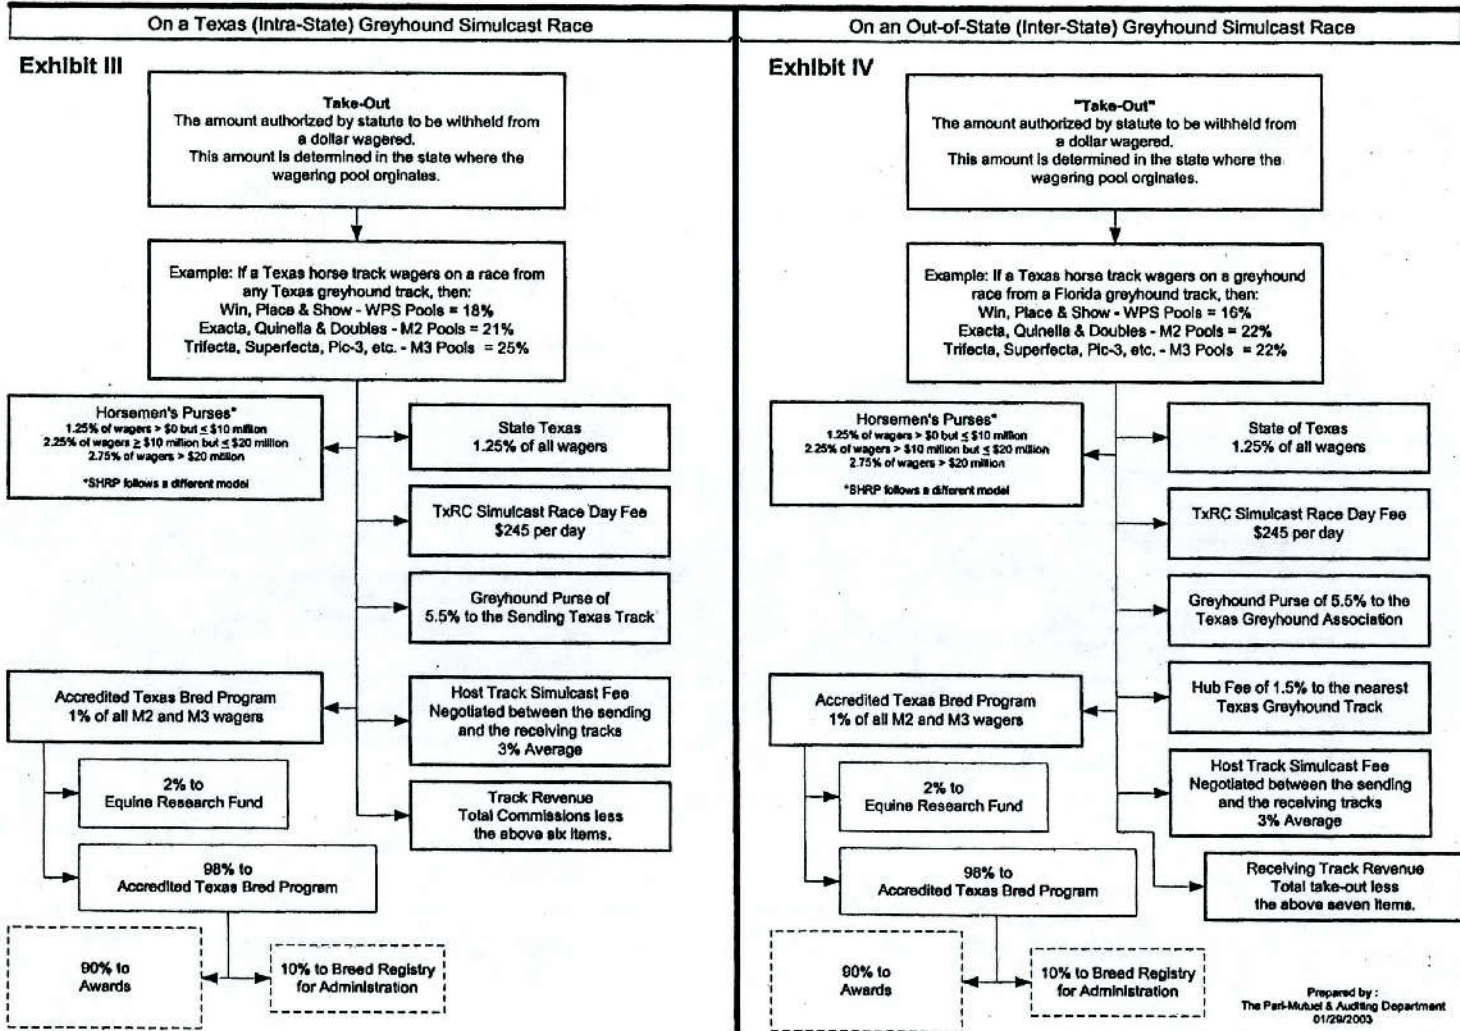 On a Texas (Intra-State) Greyhound Simulcast Race
Exhibit III
Take-Out
The amount authorized by statute to be withheld from
a dollar wagered.
This amount is determined in the state where the
wagering pool orginates.
Example: If a Texas horse track wagers on a race from
any Texas greyhound track, then:
Win, Place & Show - WPS Pools = 18%
Exacta, Quinella & Doubles - M2 Pools = 21%
Trifecta, Superfecta, Pic-3, etc. - M3 Pools = 25%
Horsemen's Purses*
1.25% of wagers > $0 but ≤ $10 million
2.25% of wagers ≥ $10 million but ≤ $20 million
2.75% of wagers > $20 million
*SHRP follows a different model
State Texas
1.25% of all wagers
TxRC Simulcast Race Day Fee
$245 per day
Greyhound Purse of
5.5% to the Sending Texas Track
Accredited Texas Bred Program
1% of all M2 and M3 wagers
Host Track Simulcast Fee
Negotiated between the sending
and the receiving tracks
3% Average
2% to
Equine Research Fund
Track Revenue
Total Commissions less
the above six items.
98% to
Accredited Texas Bred Program
90% to
Awards
10% to Breed Registry
for Administration
On an Out-of-State (Inter-State) Greyhound Simulcast Race
Exhibit IV
"Take-Out"
The amount authorized by statute to be withheld from
a dollar wagered.
This amount is determined in the state where the
wagering pool orginates.
Example: If a Texas horse track wagers on a greyhound
race from a Florida greyhound track, then:
Win, Place & Show - WPS Pools = 16%
Exacta, Quinella & Doubles - M2 Pools = 22%
Trifecta, Superfecta, Pic-3, etc. - M3 Pools = 22%
Horsemen's Purses*
1.25% of wagers > $0 but ≤ $10 million
2.25% of wagers > $10 million but ≤ $20 million
2.75% of wagers > $20 million
*SHRP follows a different model
State of Texas
1.25% of all wagers
TxRC Simulcast Race Day Fee
$245 per day
Greyhound Purse of 5.5% to the
Texas Greyhound Association
Accredited Texas Bred Program
1% of all M2 and M3 wagers
Hub Fee of 1.5% to the nearest
Texas Greyhound Track
2% to
Equine Research Fund
Host Track Simulcast Fee
Negotiated between the sending
and the receiving tracks
3% Average
98% to
Accredited Texas Bred Program
Receiving Track Revenue
Total take-out less
the above seven items.
90% to
Awards
10% to Breed Registry
for Administration
Prepared by :
The Pari-Mutuel & Auditing Department
01/29/2003